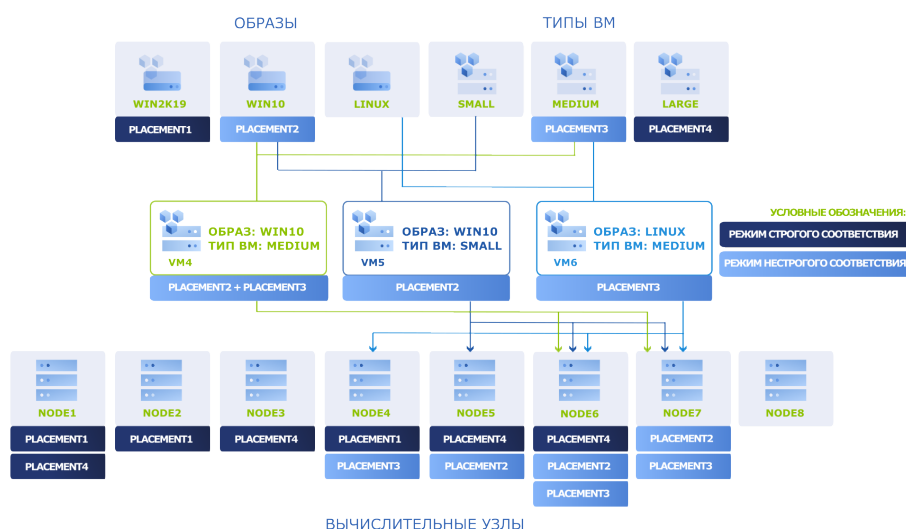 ОБРАЗЫ
ТИПЫ ВМ
WIN2K19
WIN10
LINUX
SMALL
MEDIUM
LARGE
PLACEMENT1
PLACEMENT2
PLACEMENT3
PLACEMENT4
ОБРАЗ: WIN10
ТИП ВМ: MEDIUM
VM4
PLACEMENT2 + PLACEMENT3
ОБРАЗ: WIN10
ТИП ВМ: SMALL
VM5
PLACEMENT2
ОБРАЗ: LINUX
ТИП ВМ: MEDIUM
VM6
PLACEMENT3
УСЛОВНЫЕ ОБОЗНАЧЕНИЯ:
РЕЖИМ СТРОГОГО СООТВЕТСТВИЯ
РЕЖИМ НЕСТРОГОГО СООТВЕТСТВИЯ
NODE1
PLACEMENT1
PLACEMENT4
NODE2
PLACEMENT1
NODE3
PLACEMENT4
NODE4
PLACEMENT1
PLACEMENT3
NODE5
PLACEMENT4
PLACEMENT2
NODE6
PLACEMENT4
PLACEMENT2
PLACEMENT3
NODE7
PLACEMENT2
PLACEMENT3
NODE8
ВЫЧИСЛИТЕЛЬНЫЕ УЗЛЫ